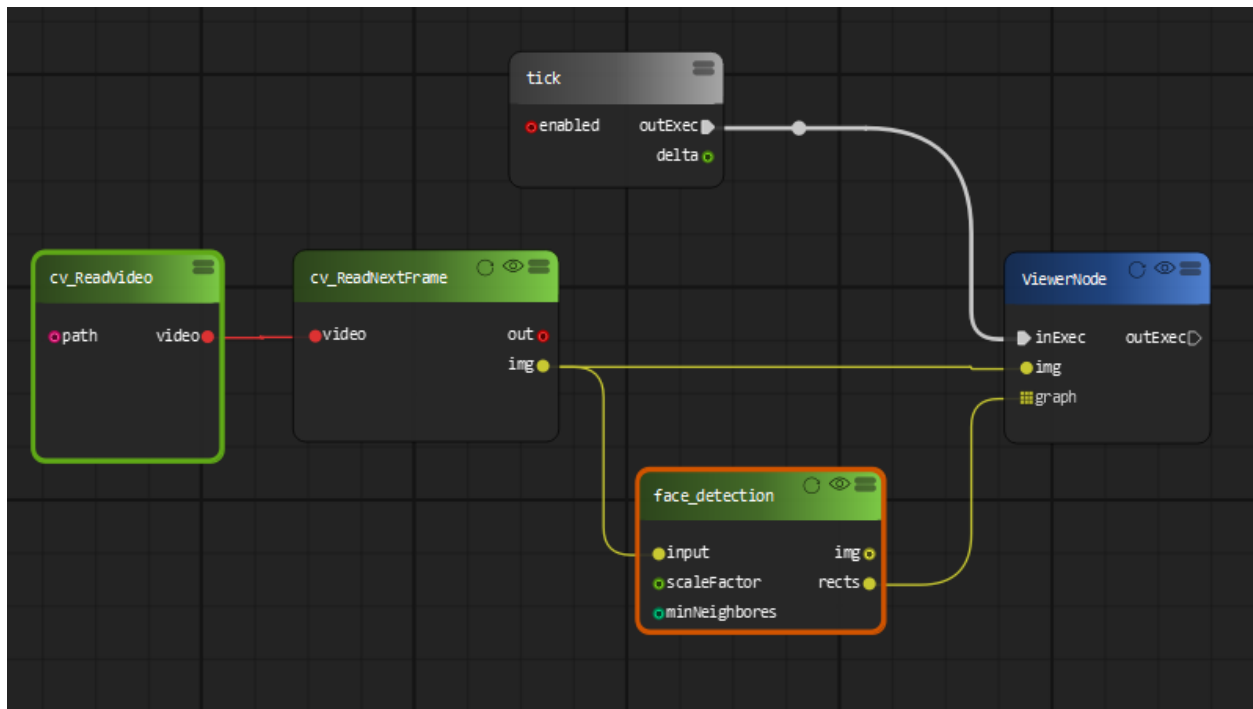 tick
enabled outExec
delta
cv_ReadVideo
path video
cv_ReadNextFrame
video out
img
ViewerNode
inExec outExec
img
graph
face_detection
input img
scaleFactor rects
minNeighbores